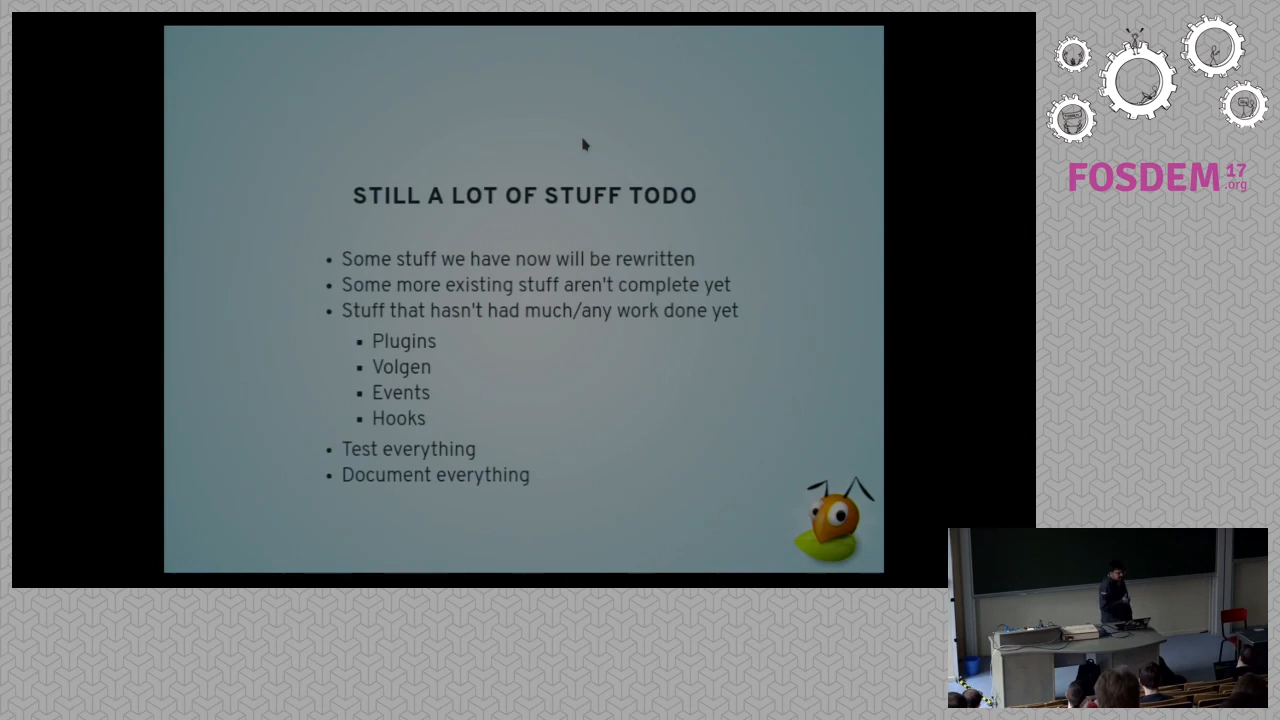 STILL A LOT OF STUFF TODO
Some stuff we have now will be rewritten
Some more existing stuff aren't complete yet
Stuff that hasn't had much/any work done yet
Plugins
Volgen
Events
Hooks
Test everything
Document everything
FOSDEM 17
.org